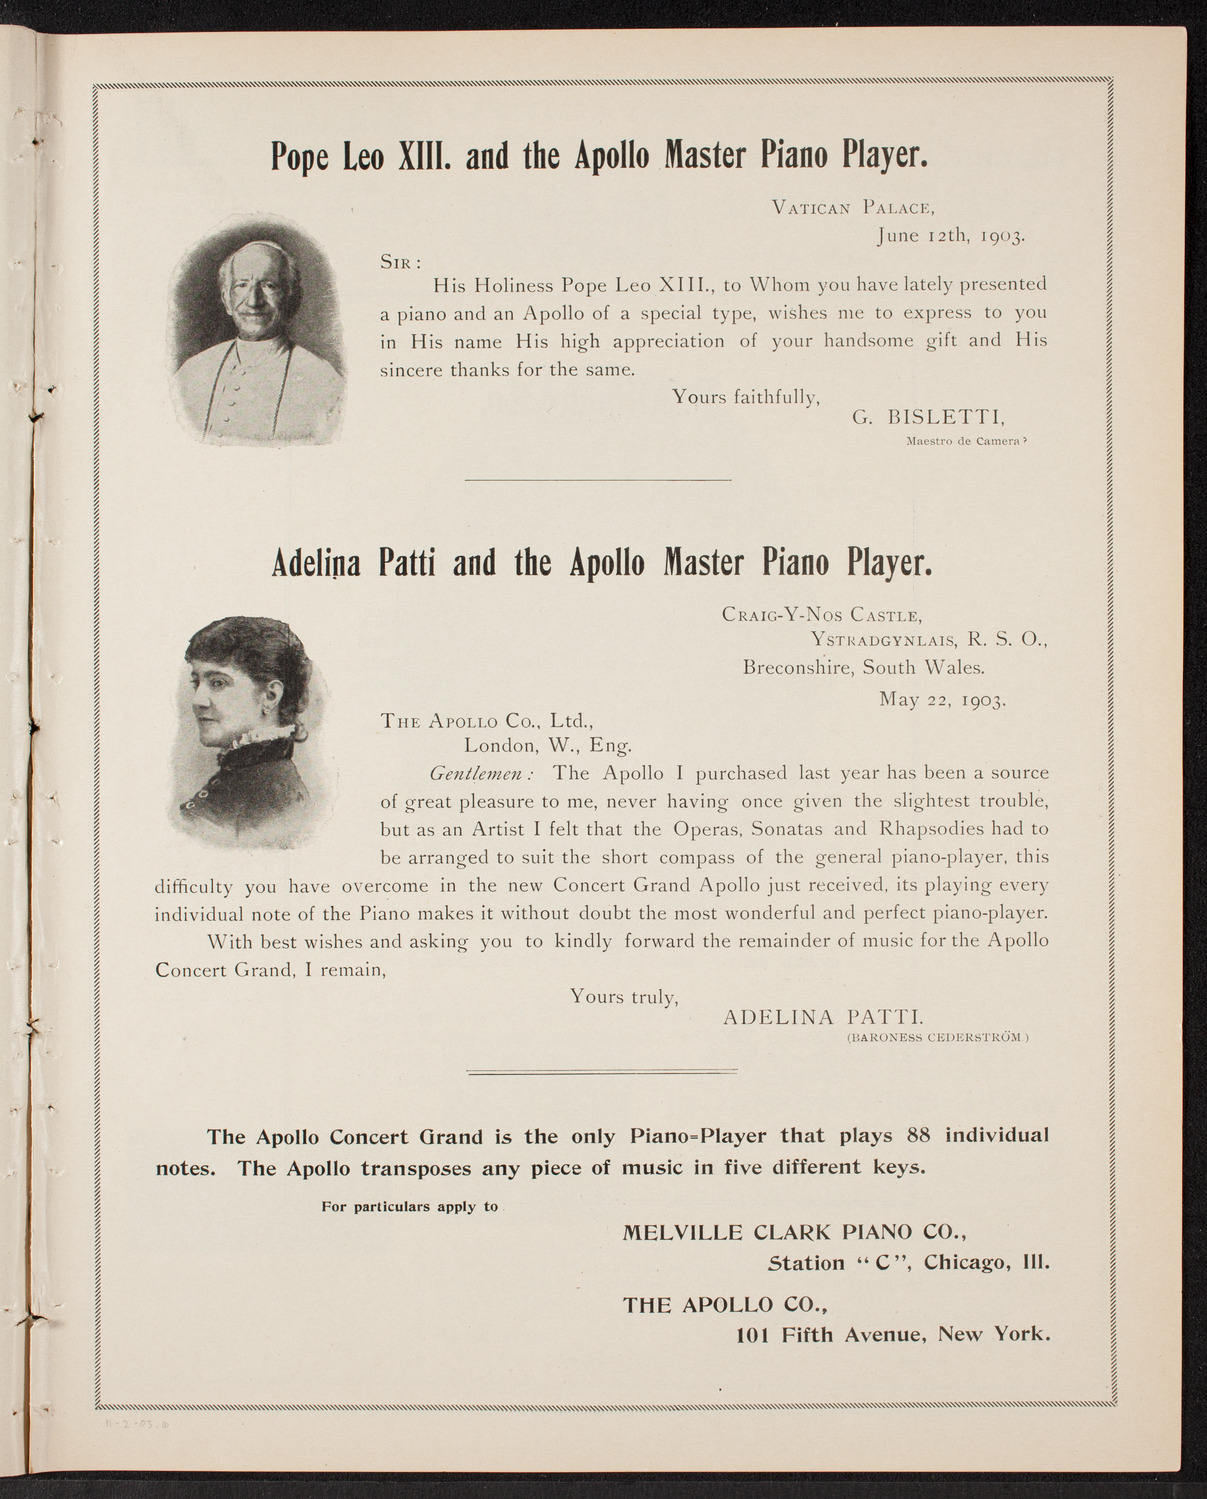 Pope Leo XIII. and the Apollo Master Piano Player.
Vatican Palace,
June 12th, 1903.
Sir :
His Holiness Pope Leo XIII., to Whom you have lately presented
a piano and an Apollo of a special type, wishes me to express to you
in His name His high appreciation of your handsome gift and His
sincere thanks for the same.
Yours faithfully,
G. BISLETTI,
Maestro de Camera?
Adelina Patti and the Apollo Master Piano Player.
Craig-Y-Nos Castle,
Ystradgynlais, R. S. O.,
Breconshire, South Wales.
May 22, 1903.
The Apollo Co., Ltd.,
London, W., Eng.
Gentlemen : The Apollo I purchased last year has been a source
of great pleasure to me, never having once given the slightest trouble,
but as an Artist I felt that the Operas, Sonatas and Rhapsodies had to
be arranged to suit the short compass of the general piano-player, this
difficulty you have overcome in the new Concert Grand Apollo just received, its playing every
individual note of the Piano makes it without doubt the most wonderful and perfect piano-player.
With best wishes and asking you to kindly forward the remainder of music for the Apollo
Concert Grand, I remain,
Yours truly,
ADELINA PATTI.
(BARONESS CEDERSTRÖM.)
The Apollo Concert Grand is the only Piano=Player that plays 88 individual
notes. The Apollo transposes any piece of music in five different keys.
For particulars apply to
MELVILLE CLARK PIANO CO.,
Station "C", Chicago, Ill.
THE APOLLO CO.,
101 Fifth Avenue, New York.